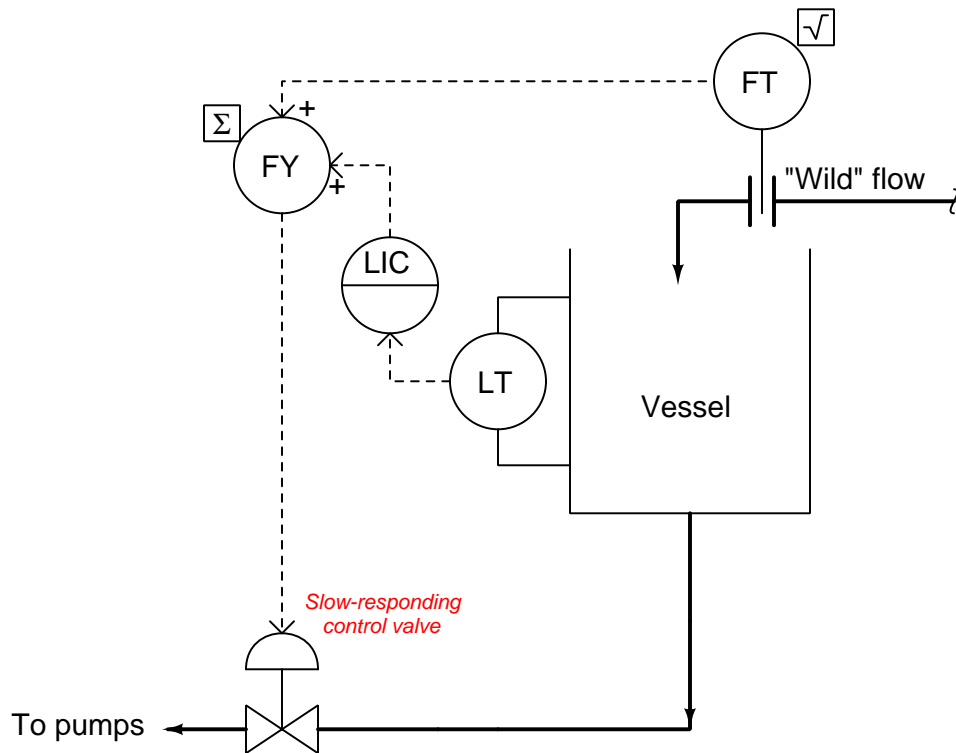 √
FT
+
Σ
FY
+
"Wild" flow
LIC
LT
Vessel
Slow-responding
control valve
To pumps